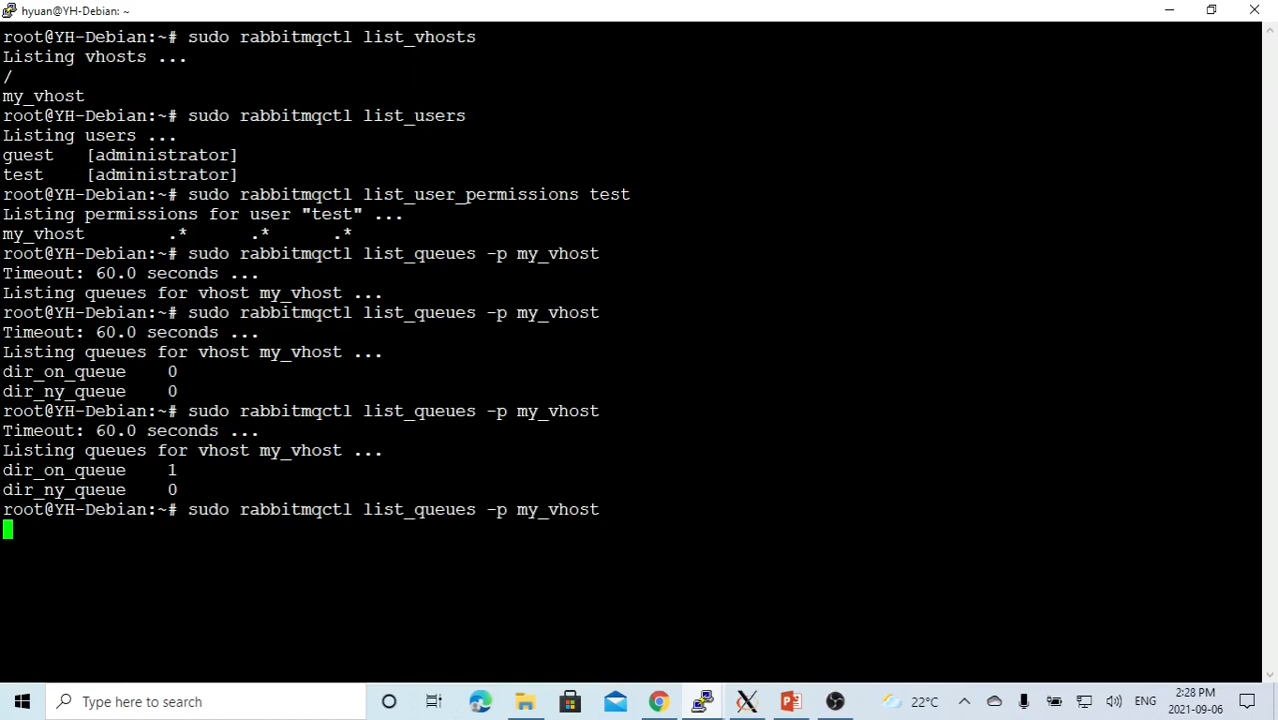 hyuan@YH-Debian: ~
root@YH-Debian:~# sudo rabbitmqctl list_vhosts
Listing vhosts ...
/
my_vhost
root@YH-Debian:~# sudo rabbitmqctl list_users
Listing users ...
guest	[administrator]
test	[administrator]
root@YH-Debian:~# sudo rabbitmqctl list_user_permissions test
Listing permissions for user "test" ...
my_vhost	.*	.*	.*
root@YH-Debian:~# sudo rabbitmqctl list_queues -p my_vhost
Timeout: 60.0 seconds ...
Listing queues for vhost my_vhost ...
root@YH-Debian:~# sudo rabbitmqctl list_queues -p my_vhost
Timeout: 60.0 seconds ...
Listing queues for vhost my_vhost ...
dir_on_queue	0
dir_ny_queue	0
root@YH-Debian:~# sudo rabbitmqctl list_queues -p my_vhost
Timeout: 60.0 seconds ...
Listing queues for vhost my_vhost ...
dir_on_queue	1
dir_ny_queue	0
root@YH-Debian:~# sudo rabbitmqctl list_queues -p my_vhost
Type here to search
22°C
ENG
2:28 PM
2021-09-06